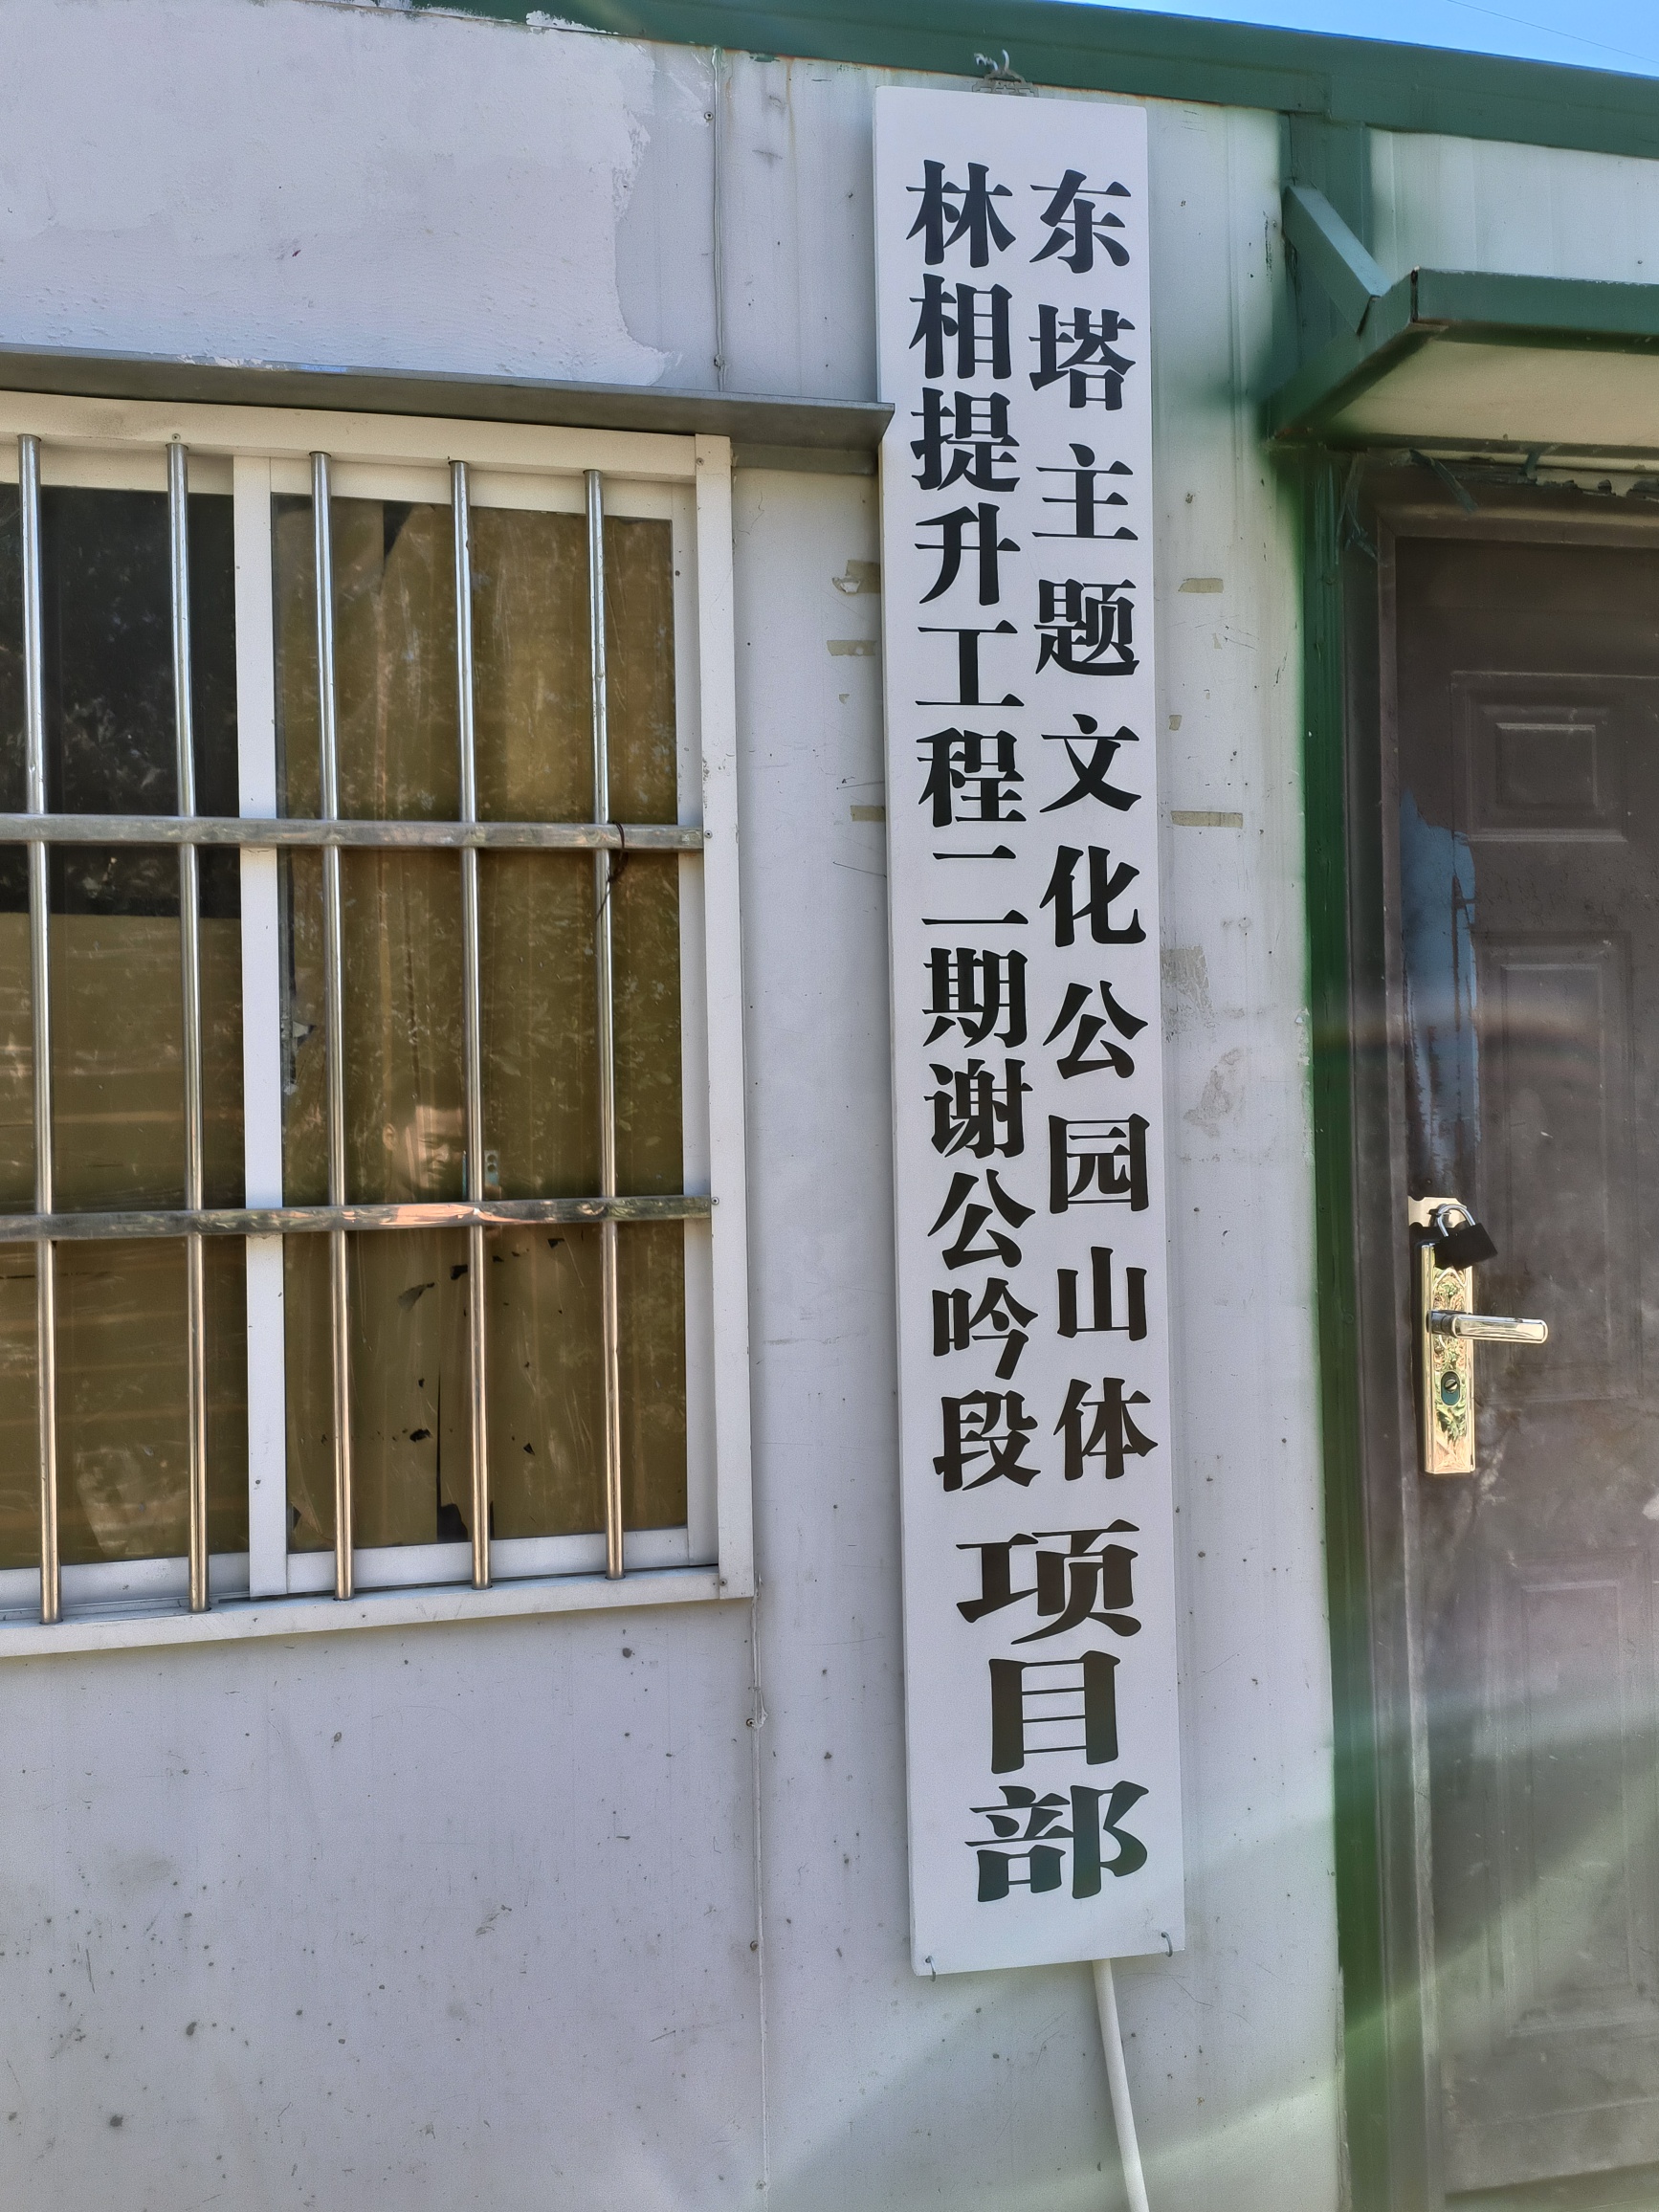 东塔主题文化公园山体
林相提升工程二期谢公吟段
项目部